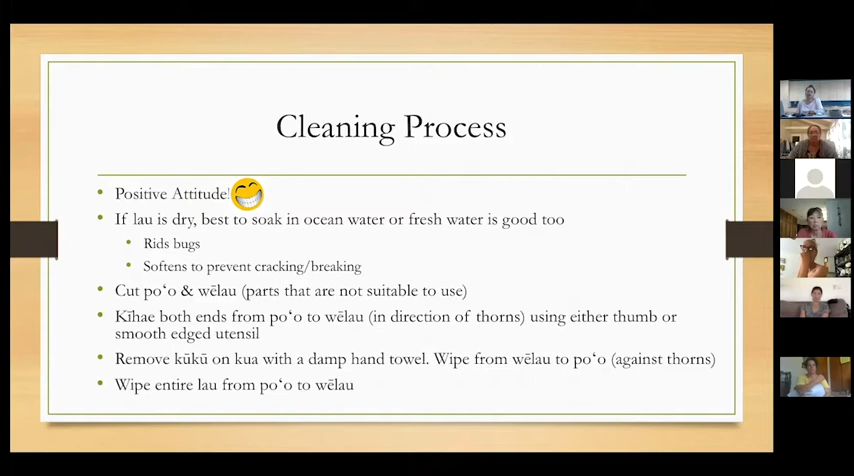 Cleaning Process
Positive Attitude!
If lau is dry, best to soak in ocean water or fresh water is good too
Rids bugs
Softens to prevent cracking/breaking
Cut poʻo & wēlau (parts that are not suitable to use)
Kīhae both ends from poʻo to wēlau (in direction of thorns) using either thumb or
smooth edged utensil
Remove kūkū on kua with a damp hand towel. Wipe from wēlau to poʻo (against thorns)
Wipe entire lau from poʻo to wēlau